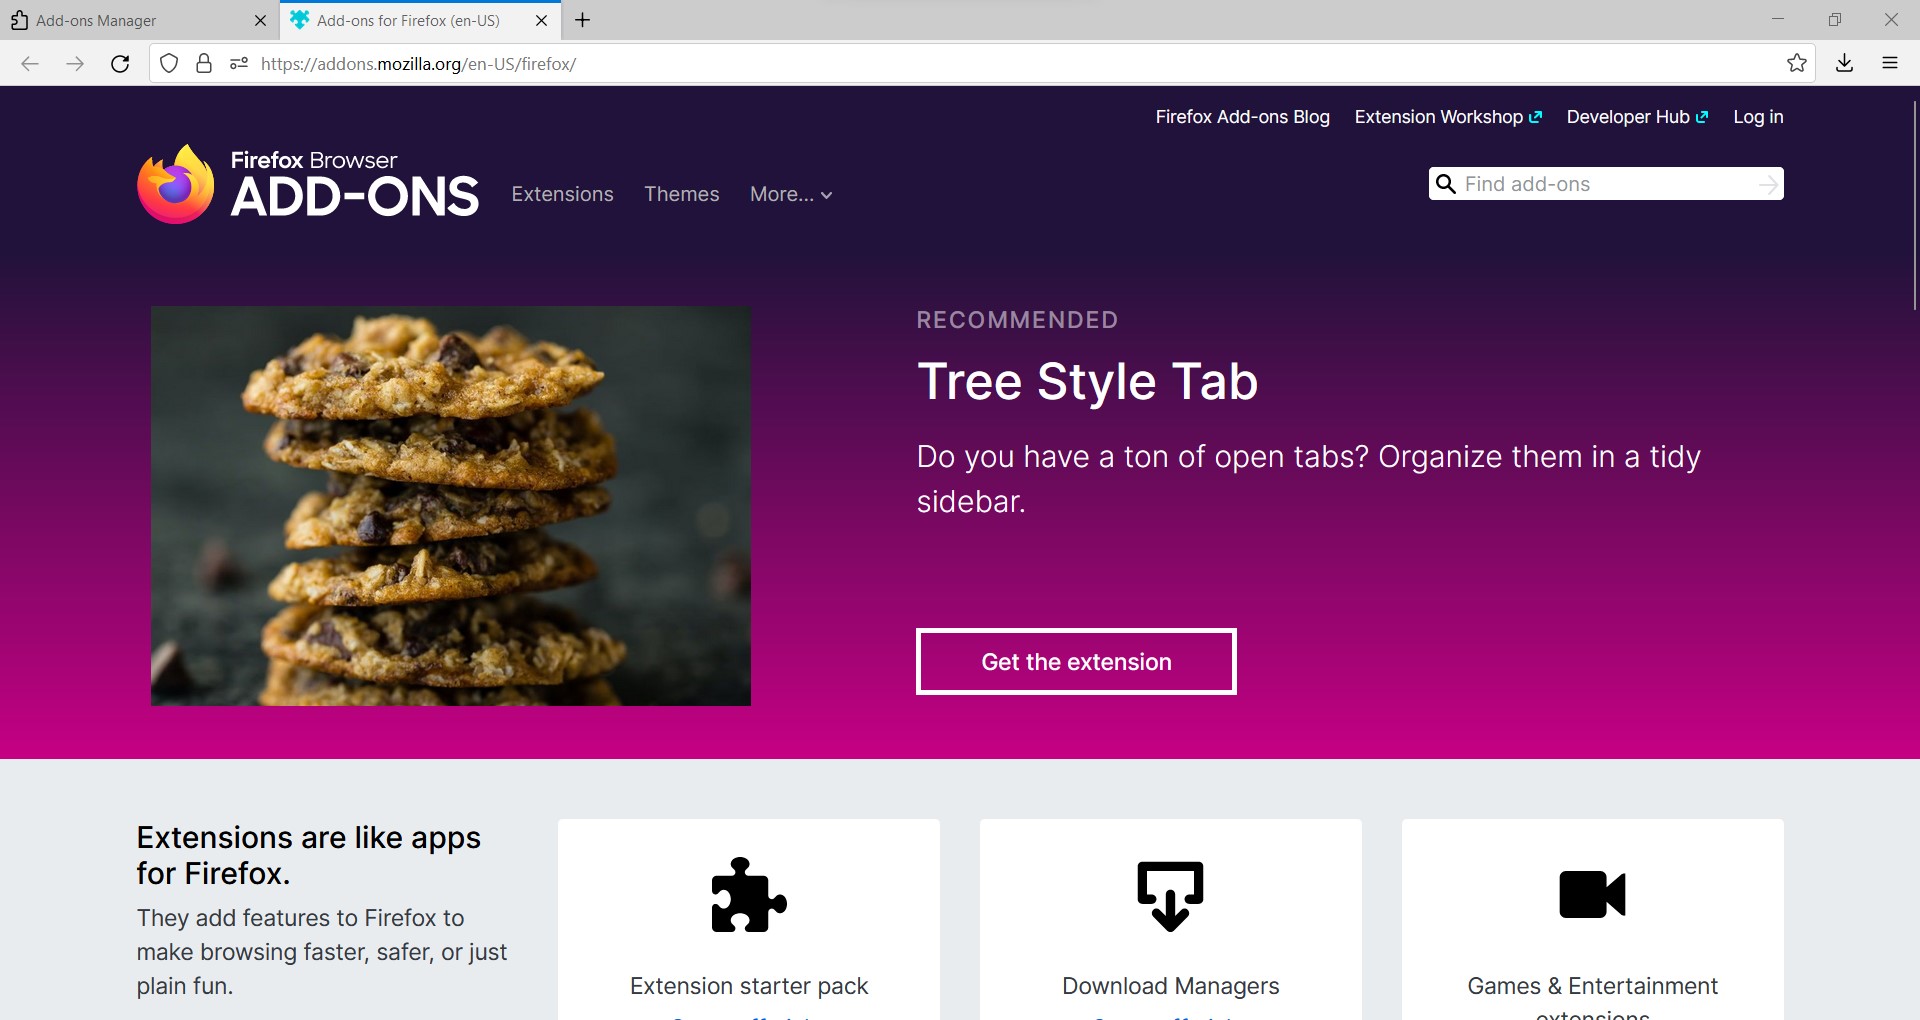 Add-ons Manager
Add-ons for Firefox (en-US)
https://addons.mozilla.org/en-US/firefox/
Firefox Add-ons Blog
Extension Workshop
Developer Hub
Log in
Firefox Browser
ADD-ONS
Extensions
Themes
More...
Find add-ons
RECOMMENDED
Tree Style Tab
Do you have a ton of open tabs? Organize them in a tidy
sidebar.
Get the extension
Extensions are like apps
for Firefox.
They add features to Firefox to
make browsing faster, safer, or just
plain fun.
Extension starter pack
Download Managers
Games & Entertainment
extensions